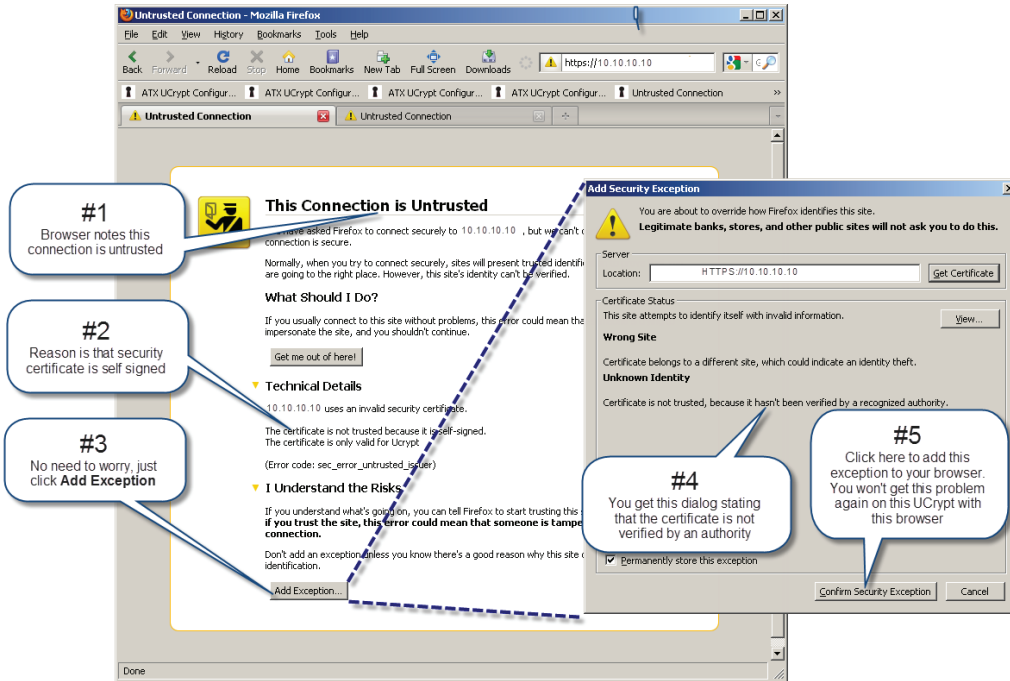 Untrusted Connection - Mozilla Firefox
File Edit View History Bookmarks Tools Help
Back Forward Reload Stop Home Bookmarks New Tab Full Screen Downloads https://10.10.10.10
ATX UCrypt Configur... ATX UCrypt Configur... ATX UCrypt Configur... ATX UCrypt Configur... Untrusted Connection »
Untrusted Connection Untrusted Connection
#1
Browser notes this
connection is untrusted
This Connection is Untrusted
have asked Firefox to connect securely to 10.10.10.10 , but we can't
connection is secure.
Normally, when you try to connect securely, sites will present trusted
are going to the right place. However, this site's identity can't be verified.
What Should I Do?
If you usually connect to this site without problems, this error could mean
impersonate the site, and you shouldn't continue.
Get me out of here!
#2
Reason is that security
certificate is self signed
Technical Details
10.10.10.10 uses an invalid security certificate.
The certificate is not trusted because it is self-signed.
The certificate is only valid for Ucrypt
(Error code: sec_error_untrusted_issuer)
#3
No need to worry, just
click Add Exception
I Understand the Risks
If you understand what's going on, you can tell Firefox to start trusting this
if you trust the site, this error could mean that someone is
connection.
Don't add an exception unless you know there's a good reason why this site
identification.
Add Exception...
Done
Add Security Exception
You are about to override how Firefox identifies this site.
Legitimate banks, stores, and other public sites will not ask you to do this.
Server
Location: HTTPS://10.10.10.10 Get Certificate
Certificate Status
This site attempts to identify itself with invalid information. View...
Wrong Site
Certificate belongs to a different site, which could indicate an identity theft.
Unknown Identity
Certificate is not trusted, because it hasn't been verified by a recognized authority.
#4
You get this dialog stating
that the certificate is not
verified by an authority
#5
Click here to add this
exception to your browser.
You won't get this problem
again on this UCrypt with
this browser
Permanently store this exception
Confirm Security Exception Cancel